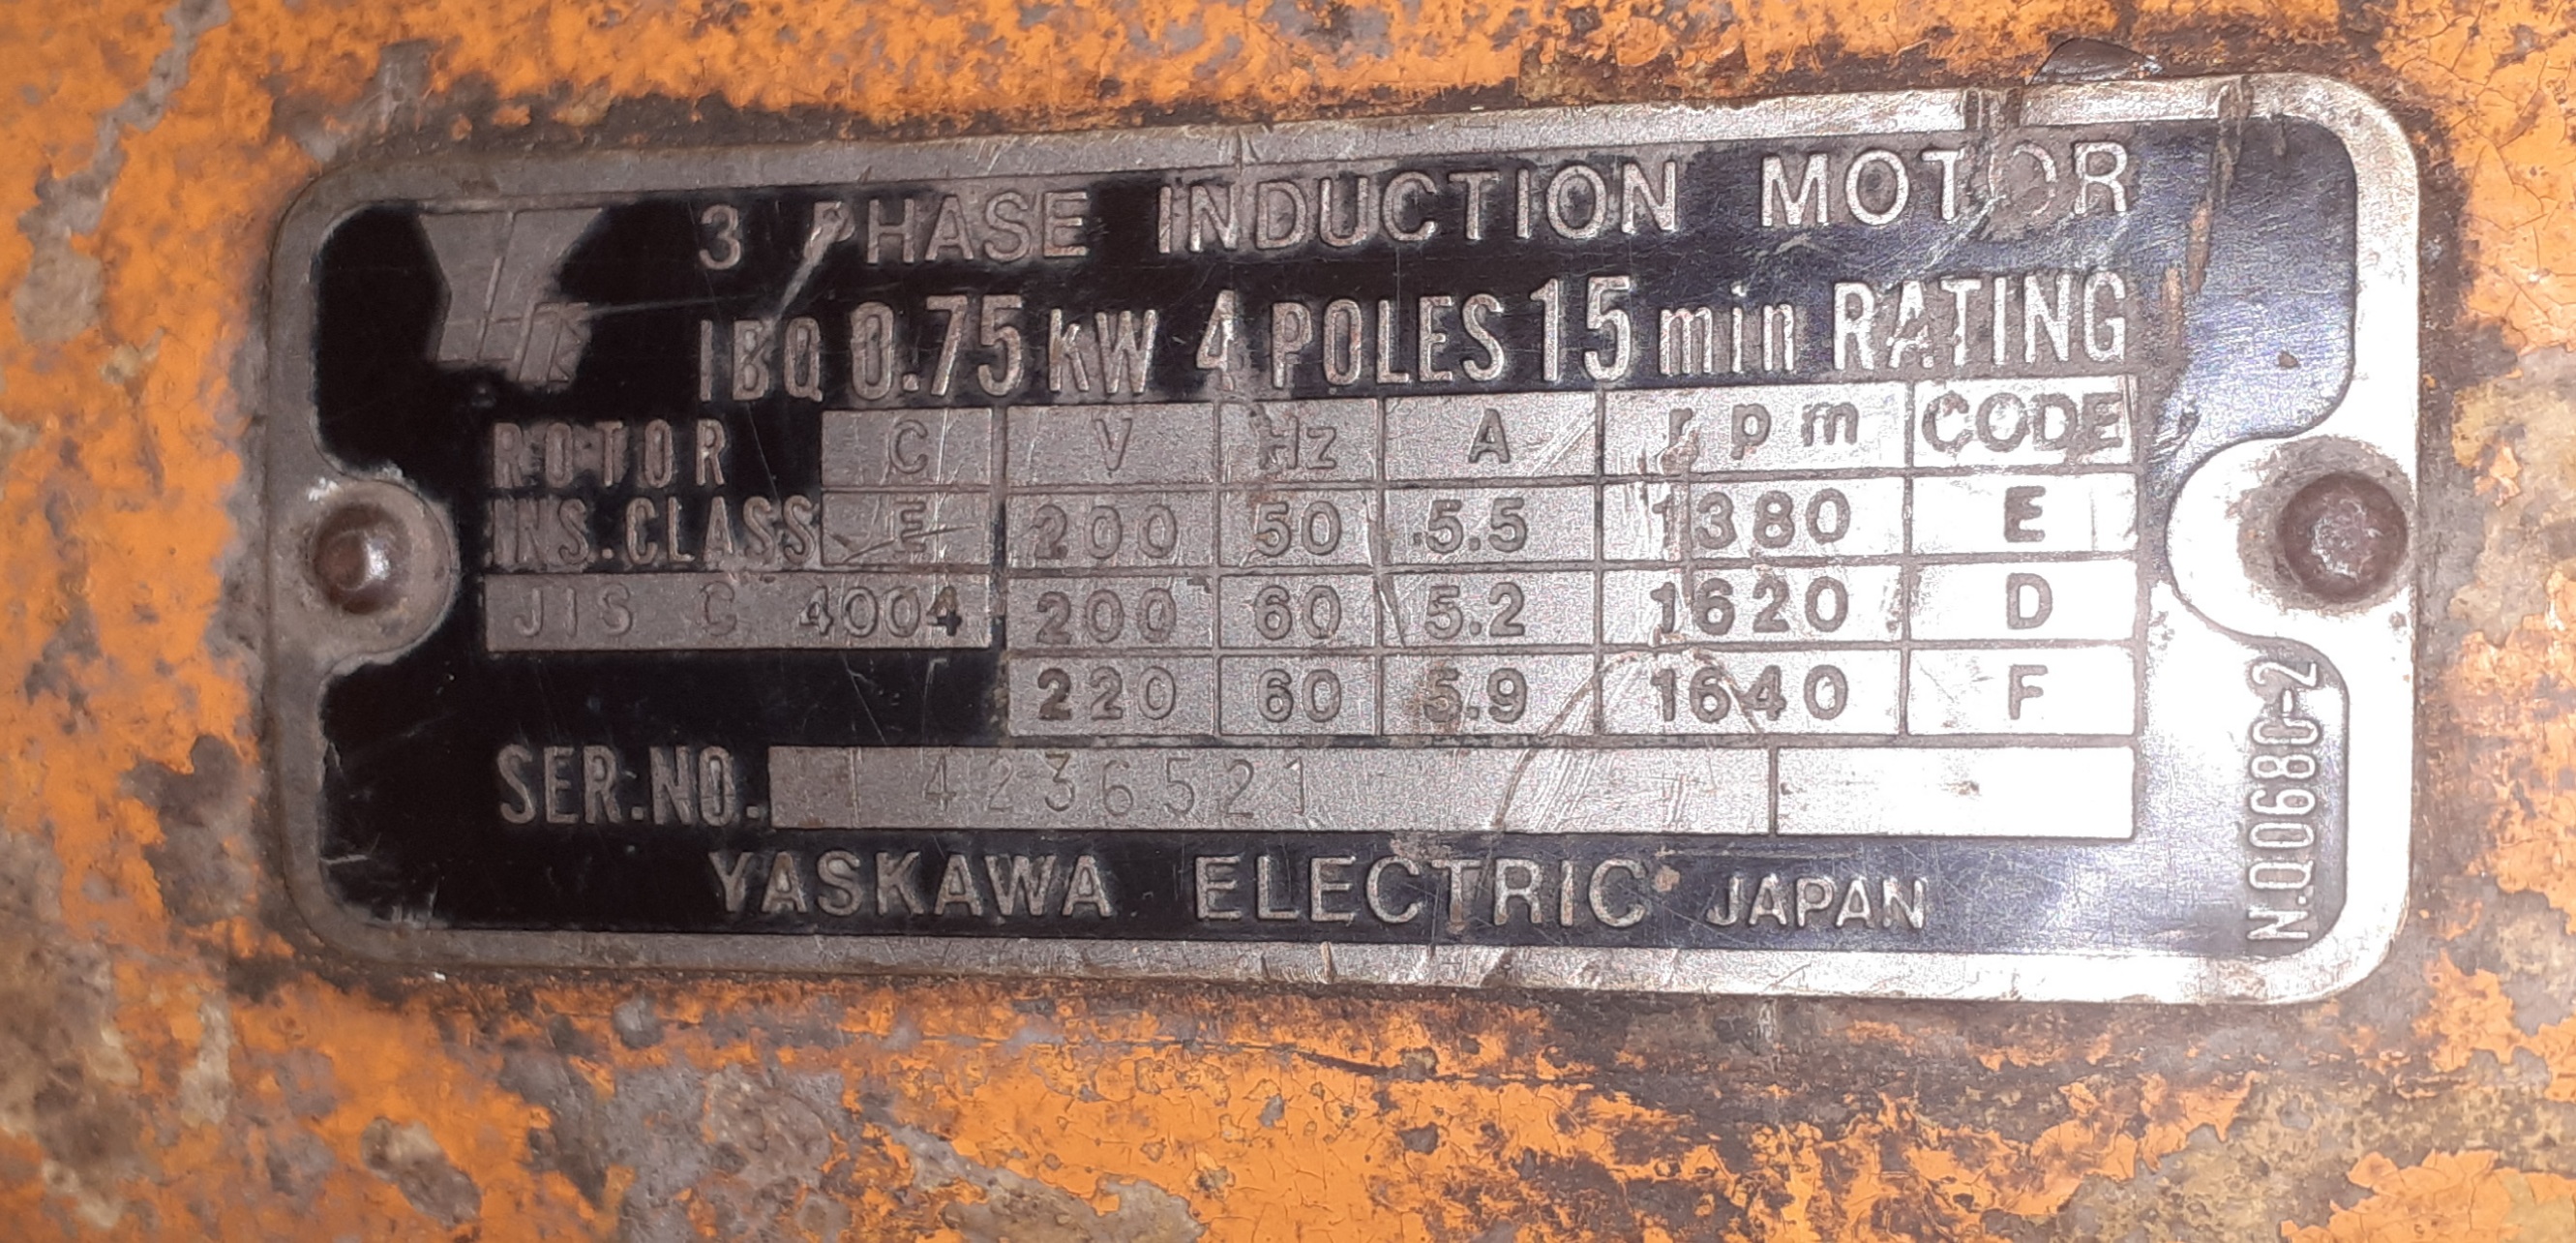 3 PHASE INDUCTION MOTOR
IBQ 0.75 kW 4 POLES 15 min RATING
ROTOR C V Hz A rpm CODE
INS.CLASS E 200 50 5.5 1380 E
JIS C 4004 200 60 5.2 1620 D
220 60 5.9 1640 F
SER.NO. 14236521
YASKAWA ELECTRIC JAPAN
N.Q0680-2